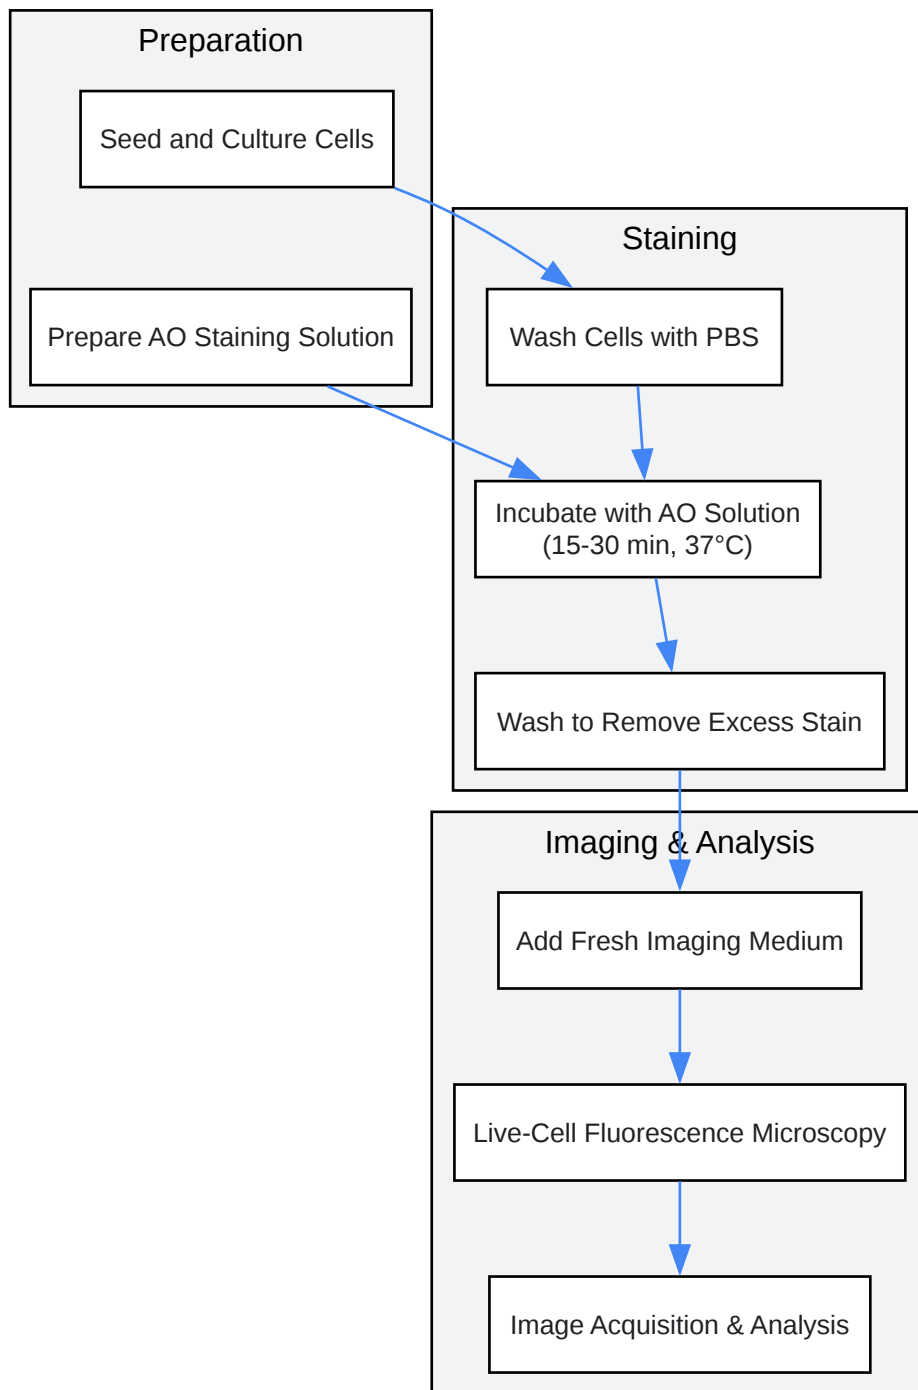 Preparation
Seed and Culture Cells
Prepare AO Staining Solution
Staining
Wash Cells with PBS
Incubate with AO Solution
(15-30 min, 37°C)
Wash to Remove Excess Stain
Imaging & Analysis
Add Fresh Imaging Medium
Live-Cell Fluorescence Microscopy
Image Acquisition & Analysis